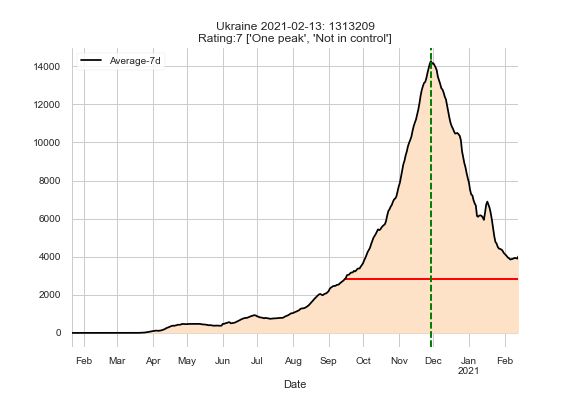 Ukraine 2021-02-13: 1313209
Rating:7 ['One peak', 'Not in control']
Average-7d
14000
12000
10000
8000
6000
4000
2000
0
Feb Mar Apr May Jun Jul Aug Sep Oct Nov Dec Jan Feb
2021
Date